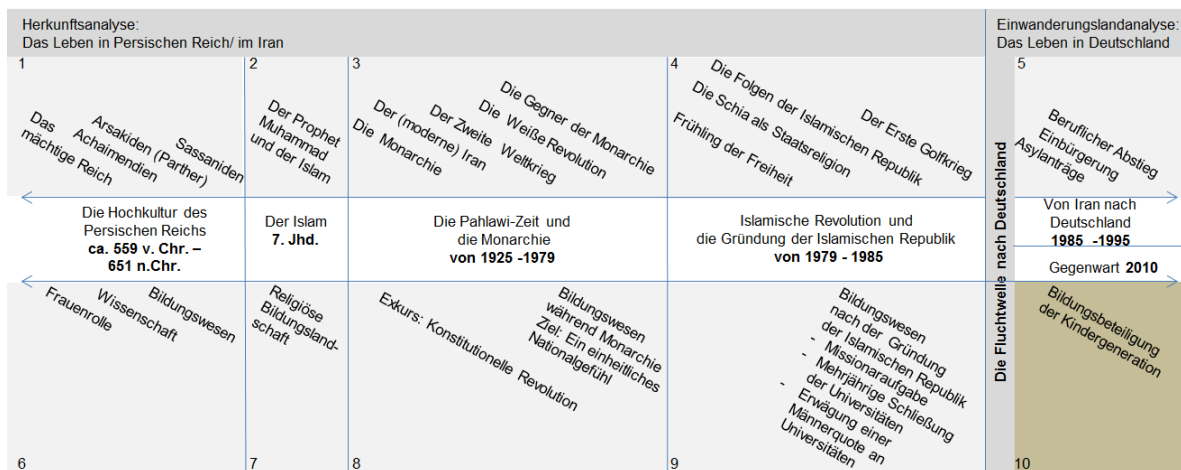 Herkunftsanalyse:
Das Leben in Persischen Reich/ im Iran
Einwanderungslandanalyse:
Das Leben in Deutschland
1
Das
mächtige Reich
Arsakiden (Parther)
Achaimendien
Sassaniden
2
Der Prophet
Muhammad
und der Islam
3
Die Gegner der Monarchie
Die Weiße Revolution
Der Zweite Weltkrieg
Der (moderne) Iran
Die Monarchie
4
Die Folgen der Islamischen Republik
Die Schia als Staatsreligion
Frühling der Freiheit
Der Erste Golfkrieg
5
Beruflicher Abstieg
Einbürgerung
Asylanträge
Die Hochkultur des
Persischen Reichs
ca. 559 v. Chr. –
651 n.Chr.
Der Islam
7. Jhd.
Die Pahlawi-Zeit und
die Monarchie
von 1925 -1979
Islamische Revolution und
die Gründung der Islamischen Republik
von 1979 - 1985
Die Fluchtwelle nach Deutschland
Von Iran nach
Deutschland
1985 -1995
Gegenwart 2010
Bildungswesen
Wissenschaft
Frauenrolle
6
Religiöse
Bildungsland-
schaft
7
Exkurs: Konstitutionelle Revolution
Bildungswesen
während Monarchie
Ziel: Ein einheitliches
Nationalgefühl
8
Bildungswesen
nach der Gründung
der Islamischen Republik
- Missionaraufgabe
- Mehrjährige Schließung
der Universitäten
- Erwägung einer
Männerquote an
Universitäten
9
Bildungsbeteiligung
der Kindergeneration
10